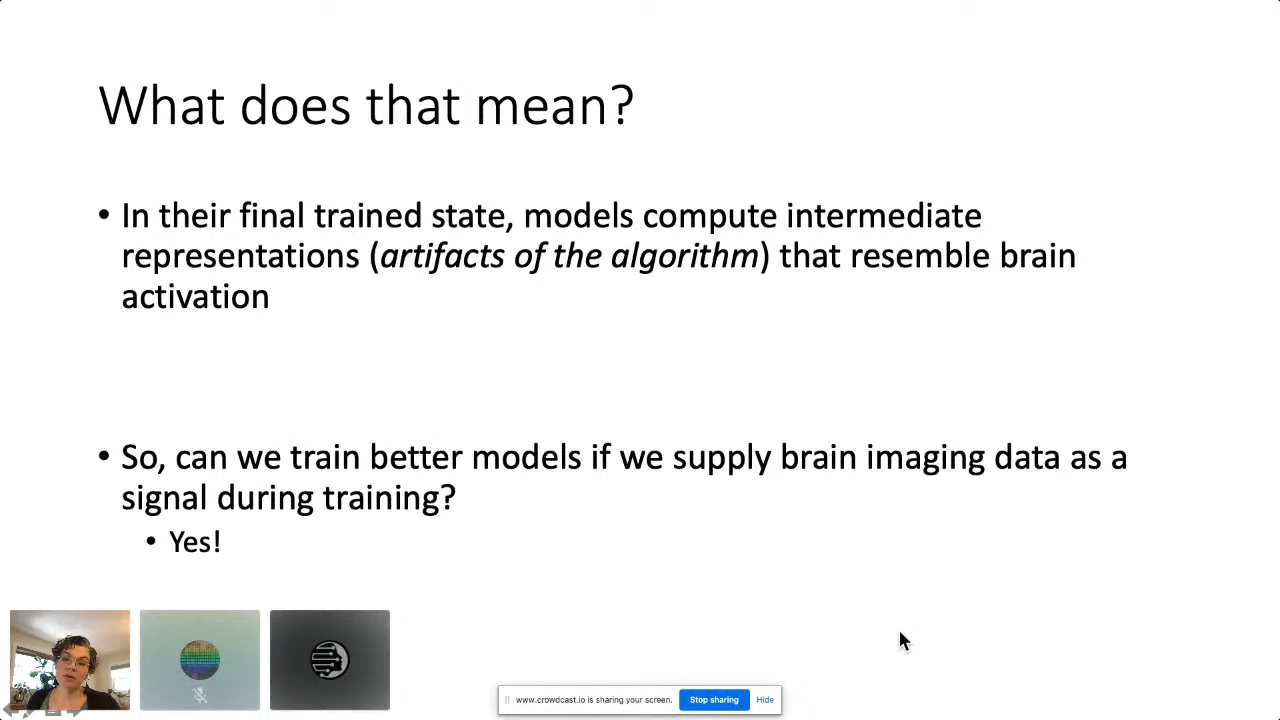 What does that mean?
• In their final trained state, models compute intermediate
representations (artifacts of the algorithm) that resemble brain
activation
• So, can we train better models if we supply brain imaging data as a
signal during training?
• Yes!
www.crowdcast.io is sharing your screen.
Stop sharing
Hide